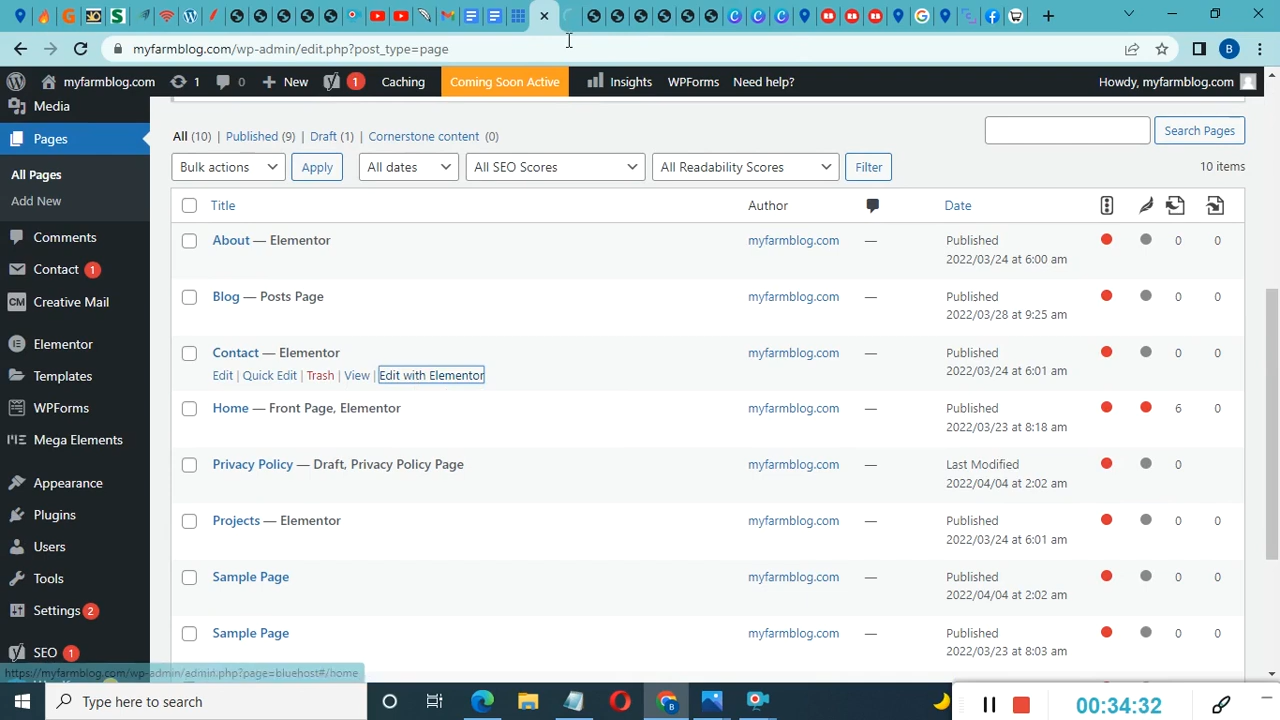 myfarmblog.com/wp-admin/edit.php?post_type=page
B
myfarmblog.com 1 0 New 1 Caching Coming Soon Active Insights WPForms Need help? Howdy, myfarmblog.com
Media
Pages
All Pages
Add New
Comments
Contact 1
CM Creative Mail
Elementor
Templates
WPForms
Mega Elements
Appearance
Plugins
Users
Tools
Settings 2
SEO 1
All (10) | Published (9) | Draft (1) | Cornerstone content (0)
Search Pages
Bulk actions Apply All dates All SEO Scores All Readability Scores Filter 10 items
Title Author Date
About — Elementor myfarmblog.com — Published 0 0
2022/03/24 at 6:00 am
Blog — Posts Page myfarmblog.com — Published 0 0
2022/03/28 at 9:25 am
Contact — Elementor myfarmblog.com — Published 0 0
Edit | Quick Edit | Trash | View | Edit with Elementor 2022/03/24 at 6:01 am
Home — Front Page, Elementor myfarmblog.com — Published 6 0
2022/03/23 at 8:18 am
Privacy Policy — Draft, Privacy Policy Page myfarmblog.com — Last Modified 0
2022/04/04 at 2:02 am
Projects — Elementor myfarmblog.com — Published 0 0
2022/03/24 at 6:01 am
Sample Page myfarmblog.com — Published 0 0
2022/04/04 at 2:02 am
Sample Page myfarmblog.com — Published 0 0
2022/03/23 at 8:03 am
https://myfarmblog.com/wp-admin/admin.php?page=bluehost#/home
Type here to search
00:34:32